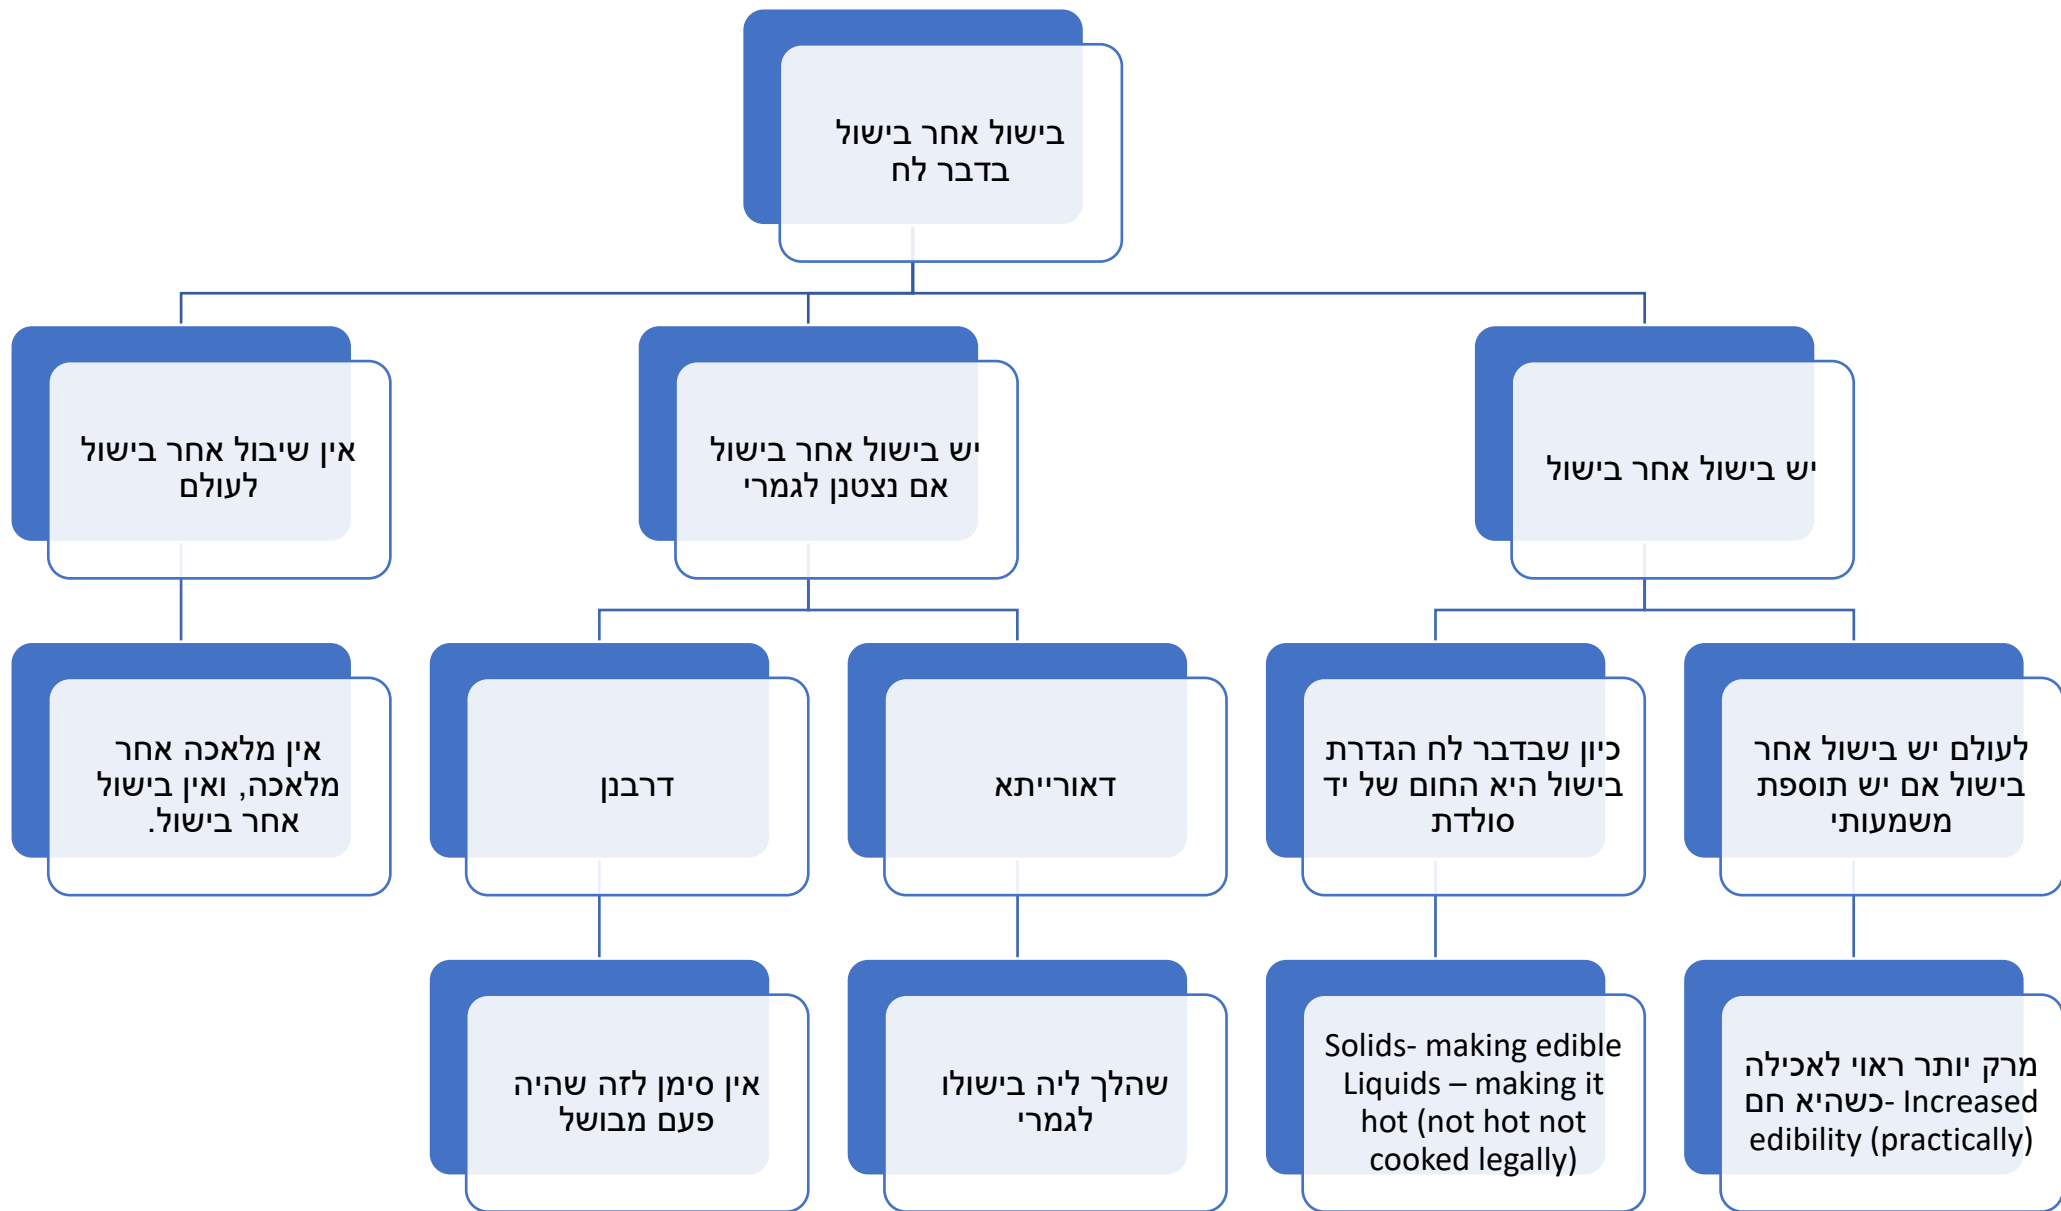 בישול אחר בישול
בדבר לח
יש בישול אחר בישול
יש בישול אחר בישול
אם נצטנן לגמרי
אין שיבול אחר בישול
לעולם
לעולם יש בישול אחר
בישול אם יש תוספת
משמעותי
כיון שבדבר לח הגדרת
בישול היא החום של יד
סולדת
דאורייתא
דרבנן
אין מלאכה אחר
מלאכה, ואין בישול
אחר בישול.
מרק יותר ראוי לאכילה
כשהיא חם- Increased
edibility (practically)
Solids- making edible
Liquids – making it
hot (not hot not
cooked legally)
שהלך ליה בישולו
לגמרי
אין סימן לזה שהיה
פעם מבושל